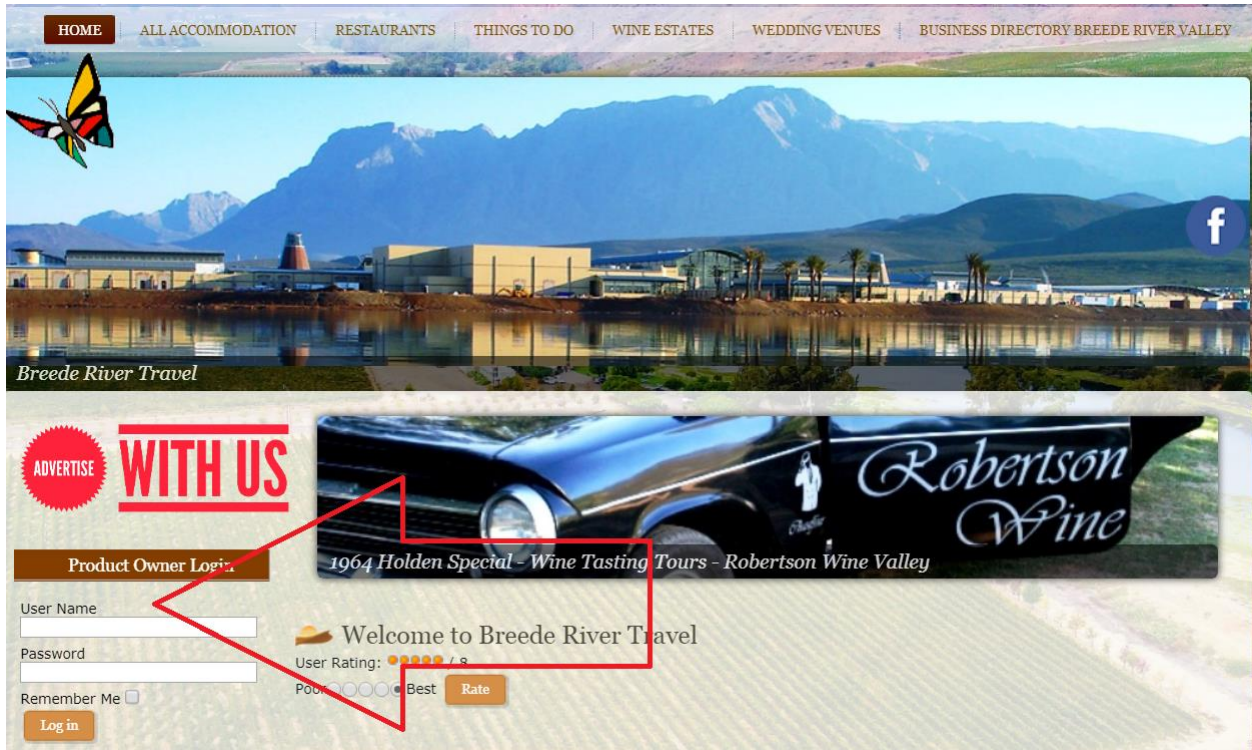 HOME ALL ACCOMMODATION RESTAURANTS THINGS TO DO WINE ESTATES WEDDING VENUES BUSINESS DIRECTORY BREEDE RIVER VALLEY
f
Breede River Travel
ADVERTISE WITH US
Robertson
Wine
1964 Holden Special - Wine Tasting Tours - Robertson Wine Valley
Product Owner Login
User Name
Password
Remember Me
Log in
Welcome to Breede River Travel
User Rating: / 8
Poor Best Rate